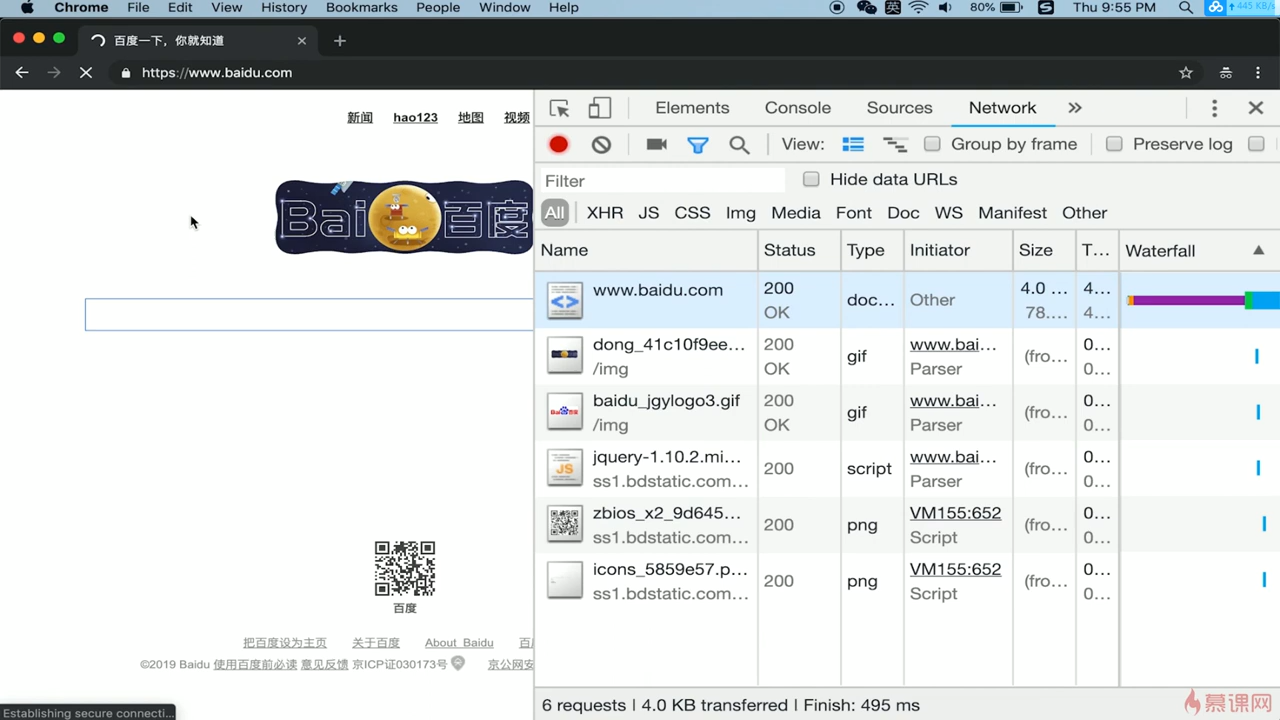 Chrome File Edit View History Bookmarks People Window Help 英 80% Thu 9:55 PM 445 KB/s
百度一下，你就知道
https://www.baidu.com
新闻 hao123 地图 视频
Bai 百度
百度
把百度设为主页 关于百度 About Baidu
©2019 Baidu 使用百度前必读 意见反馈 京ICP证030173号 京公网安
Establishing secure connecti...
Elements Console Sources Network
View: Group by frame Preserve log
Filter Hide data URLs
All XHR JS CSS Img Media Font Doc WS Manifest Other
Name Status Type Initiator Size T... Waterfall
www.baidu.com 200 OK doc... Other 4.0 ... 78.... 4... 4...
dong_41c10f9ee... /img 200 OK gif www.bai... Parser (fro... 0... 0...
baidu_jgylogo3.gif /img 200 OK gif www.bai... Parser (fro... 0... 0...
jquery-1.10.2.mi... ss1.bdstatic.com... 200 script www.bai... Parser (fro... 0... 0...
zbios_x2_9d645... ss1.bdstatic.com... 200 png VM155:652 Script (fro... 0... 0...
icons_5859e57.p... ss1.bdstatic.com... 200 png VM155:652 Script (fro... 0... 0...
6 requests | 4.0 KB transferred | Finish: 495 ms
慕课网